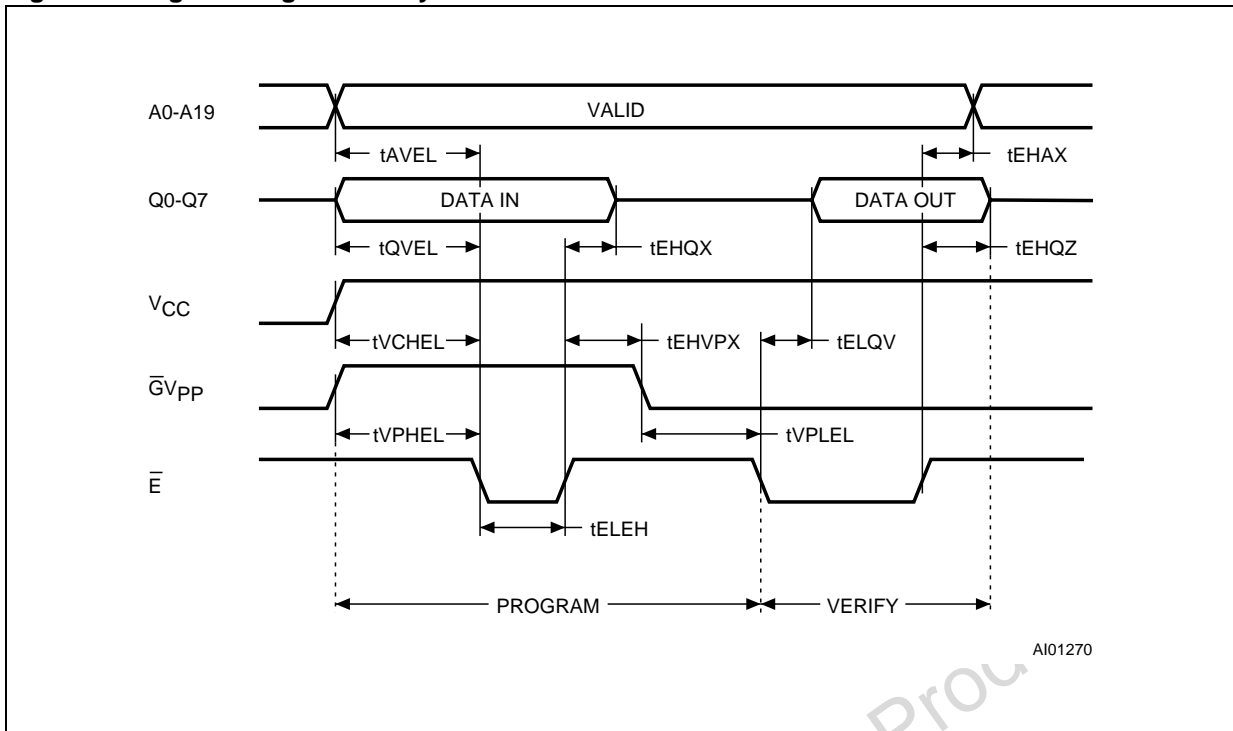 A0-A19
VALID
tAVEL
tEHAX
Q0-Q7
DATA IN
DATA OUT
tQVEL
tEHQX
tEHQZ
VCC
tVCHEL
tEHVPX
tELQV
G̅VPP
tVPHEL
tVPLEL
E̅
tELEH
PROGRAM
VERIFY
AI01270